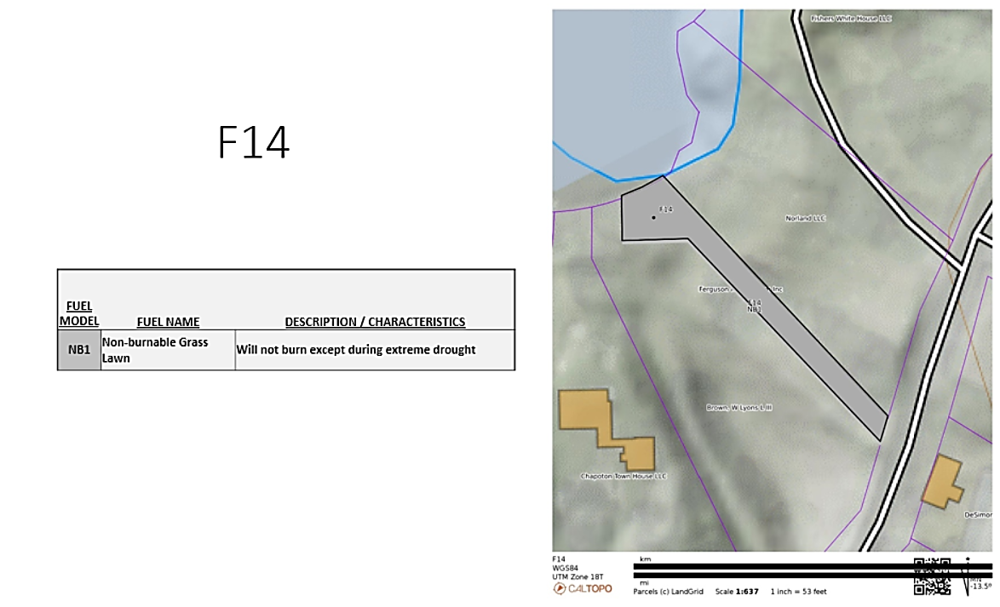 F14
FUEL
MODEL
FUEL NAME
DESCRIPTION / CHARACTERISTICS
NB1
Non-burnable Grass
Lawn
Will not burn except during extreme drought
Fishers White House LLC
F14
Norland LLC
Ferguson Inc
F14
NB1
Brown, W Lyons L III
Chapoton Town House LLC
DeSimor
F14
WGS84
UTM Zone 18T
CALTOPO
km
mi
Parcels (c) LandGrid Scale 1:637 1 inch = 53 feet
MN
-13.5°